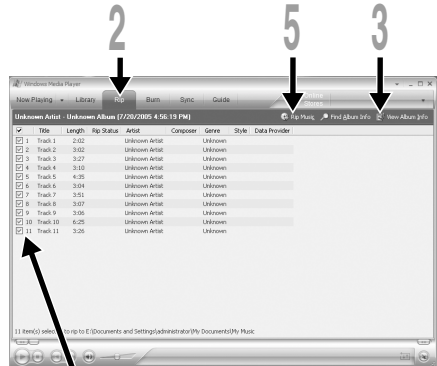 2 5 3
Windows Media Player
Now Playing Library Rip Burn Sync Guide Online Stores
Unknown Artist - Unknown Album (7/20/2005 4:56:19 PM) Rip Music Find Album Info View Album Info
Title Length Rip Status Artist Composer Genre Style Data Provider
1 Track 1 2:02 Unknown Artist Unknown
2 Track 2 3:02 Unknown Artist Unknown
3 Track 3 3:27 Unknown Artist Unknown
4 Track 4 3:10 Unknown Artist Unknown
5 Track 5 4:35 Unknown Artist Unknown
6 Track 6 3:04 Unknown Artist Unknown
7 Track 7 3:51 Unknown Artist Unknown
8 Track 8 3:07 Unknown Artist Unknown
9 Track 9 3:06 Unknown Artist Unknown
10 Track 10 6:25 Unknown Artist Unknown
11 Track 11 3:26 Unknown Artist Unknown
11 item(s) selec to rip to E:\Documents and Settings\administrator\My Documents\My Music